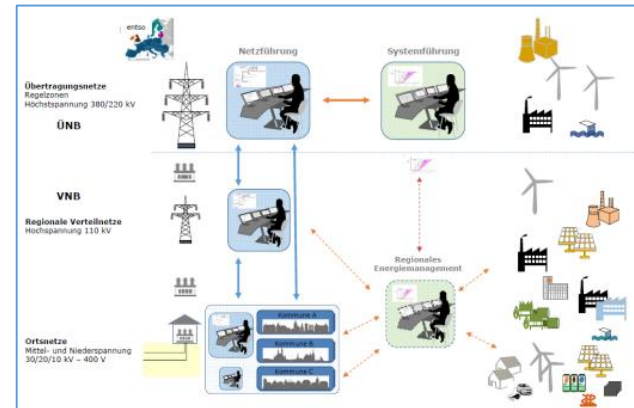 entso
Netzführung
Systemführung
Übertragungsnetze
Regelzonen
Höchstspannung 380/220 kV
ÜNB
VNB
Regionale Verteilnetze
Hochspannung 110 kV
Regionales
Energiemanagement
Kommune A
Kommune B
Kommune C
Ortsnetze
Mittel- und Niederspannung
30/20/10 kV – 400 V